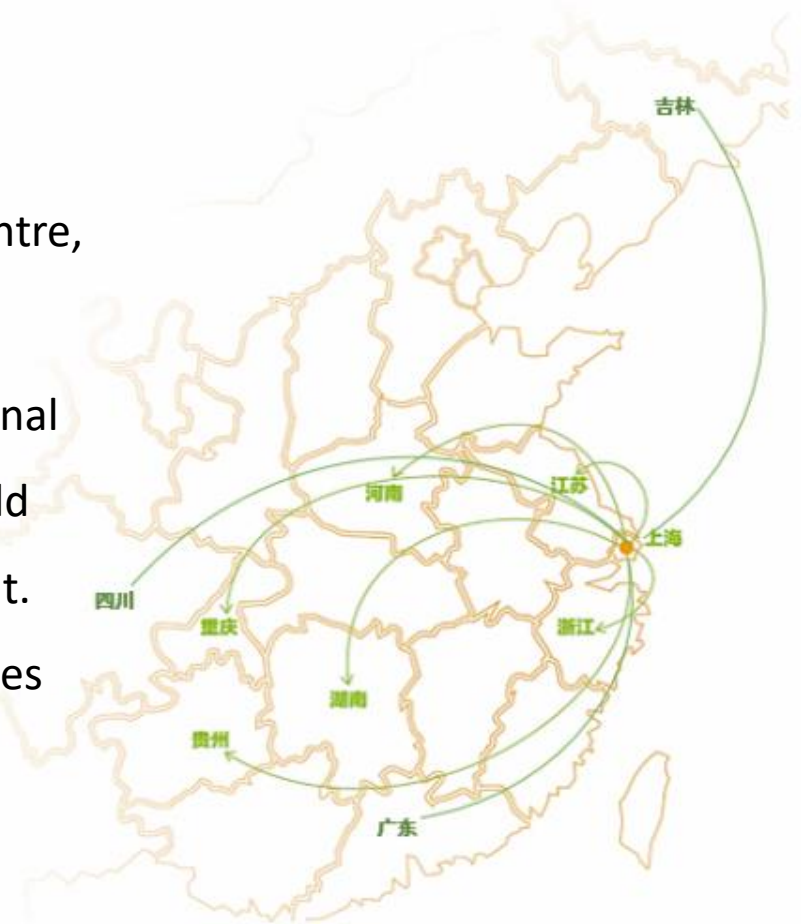 ntre,
nal
ld
t.
es
吉林
河南
江苏
上海
四川
重庆
浙江
湖南
贵州
广东